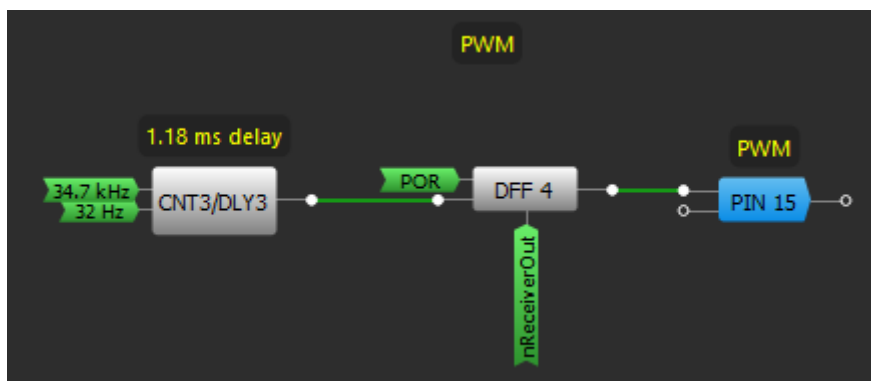 PWM
1.18 ms delay
34.7 kHz
32 Hz
CNT3/DLY3
POR
DFF 4
nReceiverOut
PWM
PIN 15